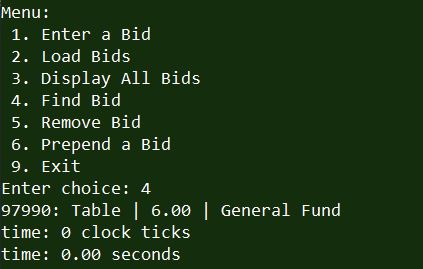 Menu:
 1. Enter a Bid
 2. Load Bids
 3. Display All Bids
 4. Find Bid
 5. Remove Bid
 6. Prepend a Bid
 9. Exit
Enter choice: 4
97990: Table | 6.00 | General Fund
time: 0 clock ticks
time: 0.00 seconds